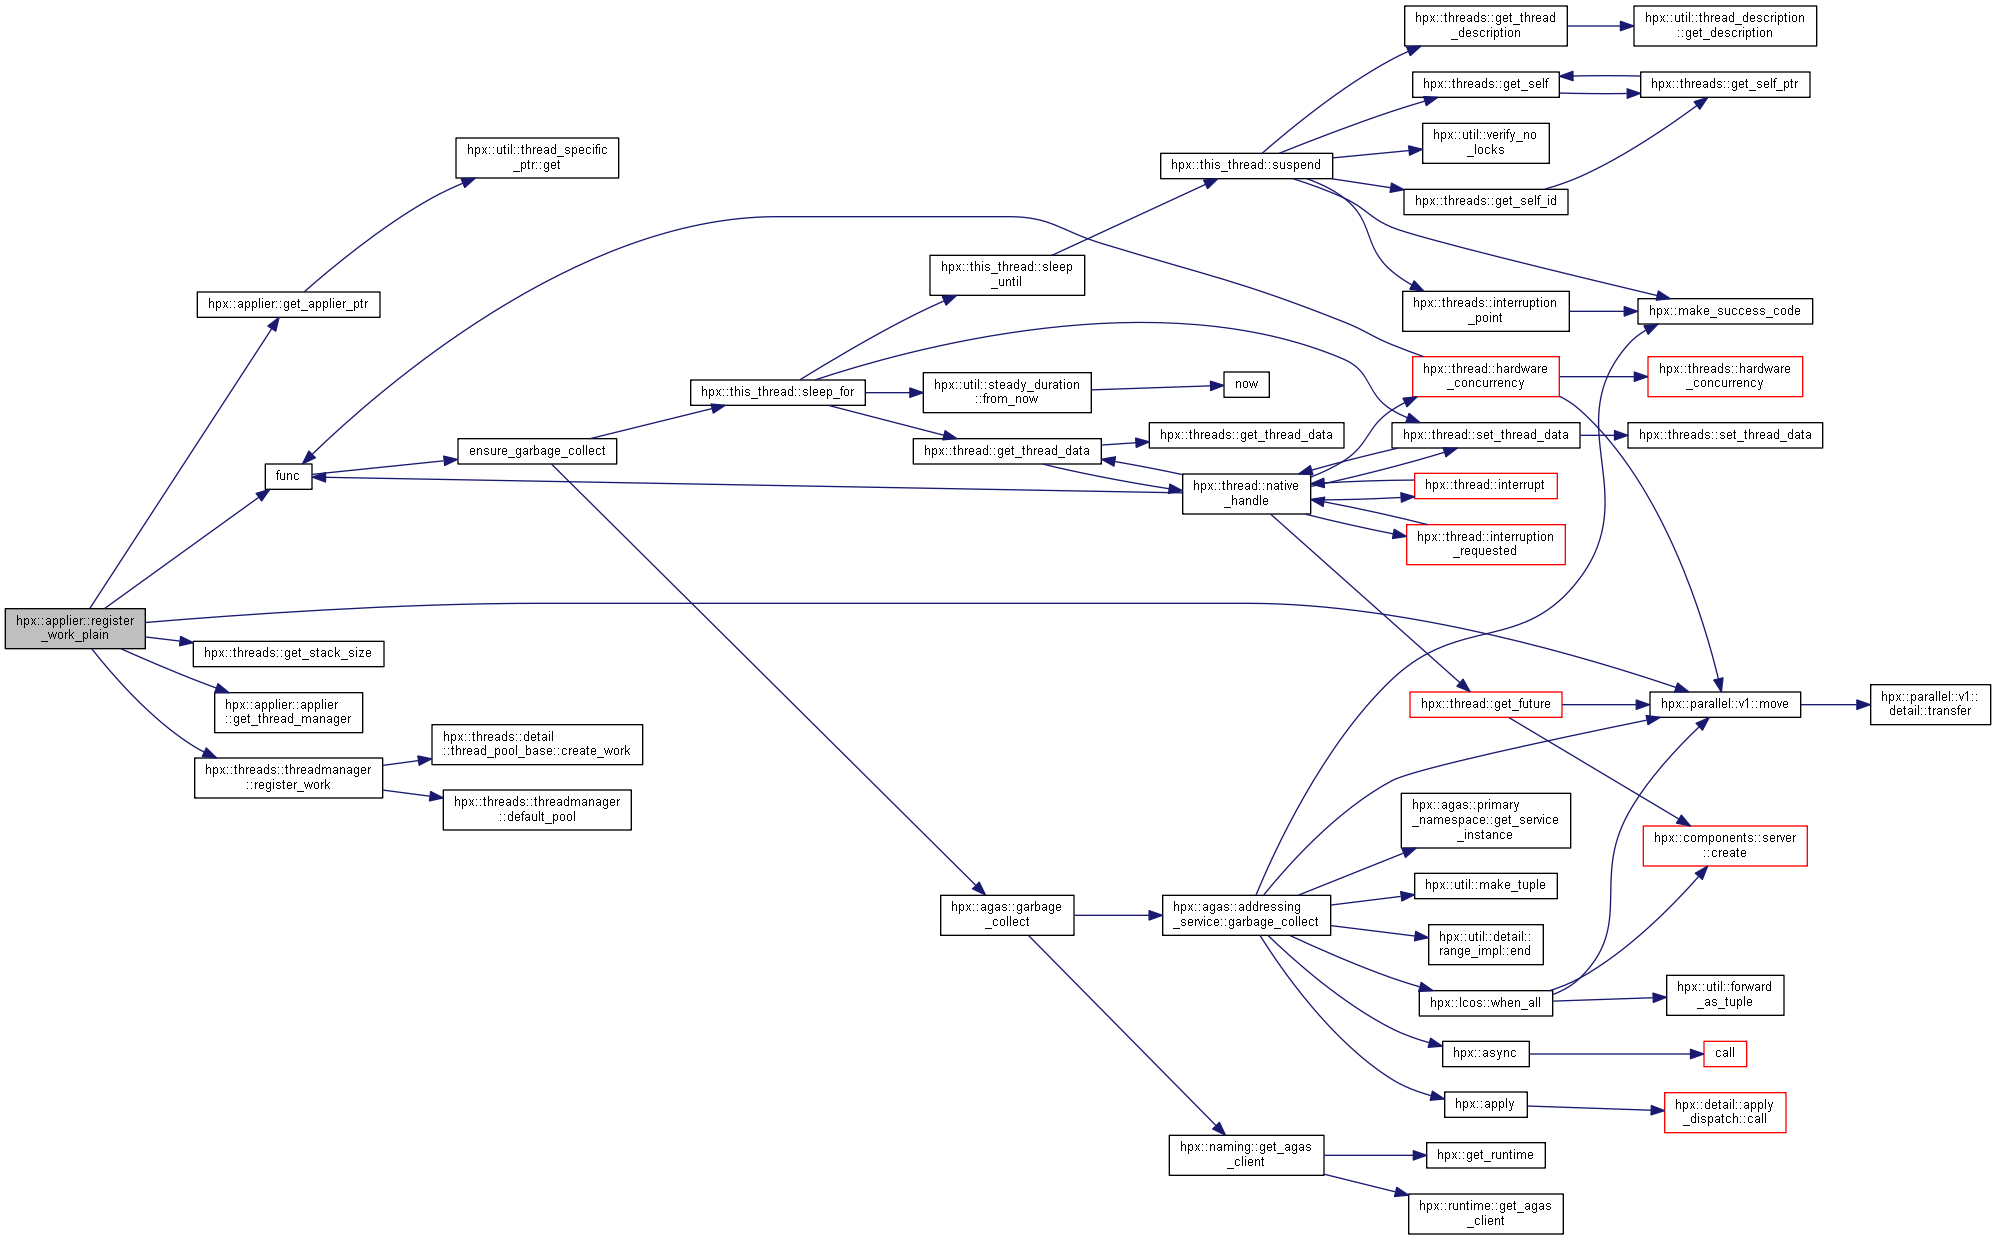 hpx::applier::register
_work_plain
hpx::applier::get_applier_ptr
hpx::util::thread_specific
_ptr::get
func
hpx::threads::get_stack_size
hpx::applier::applier
::get_thread_manager
hpx::threads::threadmanager
::register_work
hpx::threads::detail
::thread_pool_base::create_work
hpx::threads::threadmanager
::default_pool
ensure_garbage_collect
hpx::this_thread::sleep_for
hpx::this_thread::sleep
_until
hpx::util::steady_duration
::from_now
now
hpx::thread::get_thread_data
hpx::threads::get_thread_data
hpx::thread::native
_handle
hpx::this_thread::suspend
hpx::threads::get_thread
_description
hpx::util::thread_description
::get_description
hpx::threads::get_self
hpx::threads::get_self_ptr
hpx::util::verify_no
_locks
hpx::threads::get_self_id
hpx::threads::interruption
_point
hpx::make_success_code
hpx::thread::hardware
_concurrency
hpx::threads::hardware
_concurrency
hpx::thread::set_thread_data
hpx::threads::set_thread_data
hpx::thread::interrupt
hpx::thread::interruption
_requested
hpx::thread::get_future
hpx::parallel::v1::move
hpx::parallel::v1::
detail::transfer
hpx::components::server
::create
hpx::agas::garbage
_collect
hpx::agas::addressing
_service::garbage_collect
hpx::agas::primary
_namespace::get_service
_instance
hpx::util::make_tuple
hpx::util::detail::
range_impl::end
hpx::lcos::when_all
hpx::util::forward
_as_tuple
hpx::async
call
hpx::apply
hpx::detail::apply
_dispatch::call
hpx::naming::get_agas
_client
hpx::get_runtime
hpx::runtime::get_agas
_client